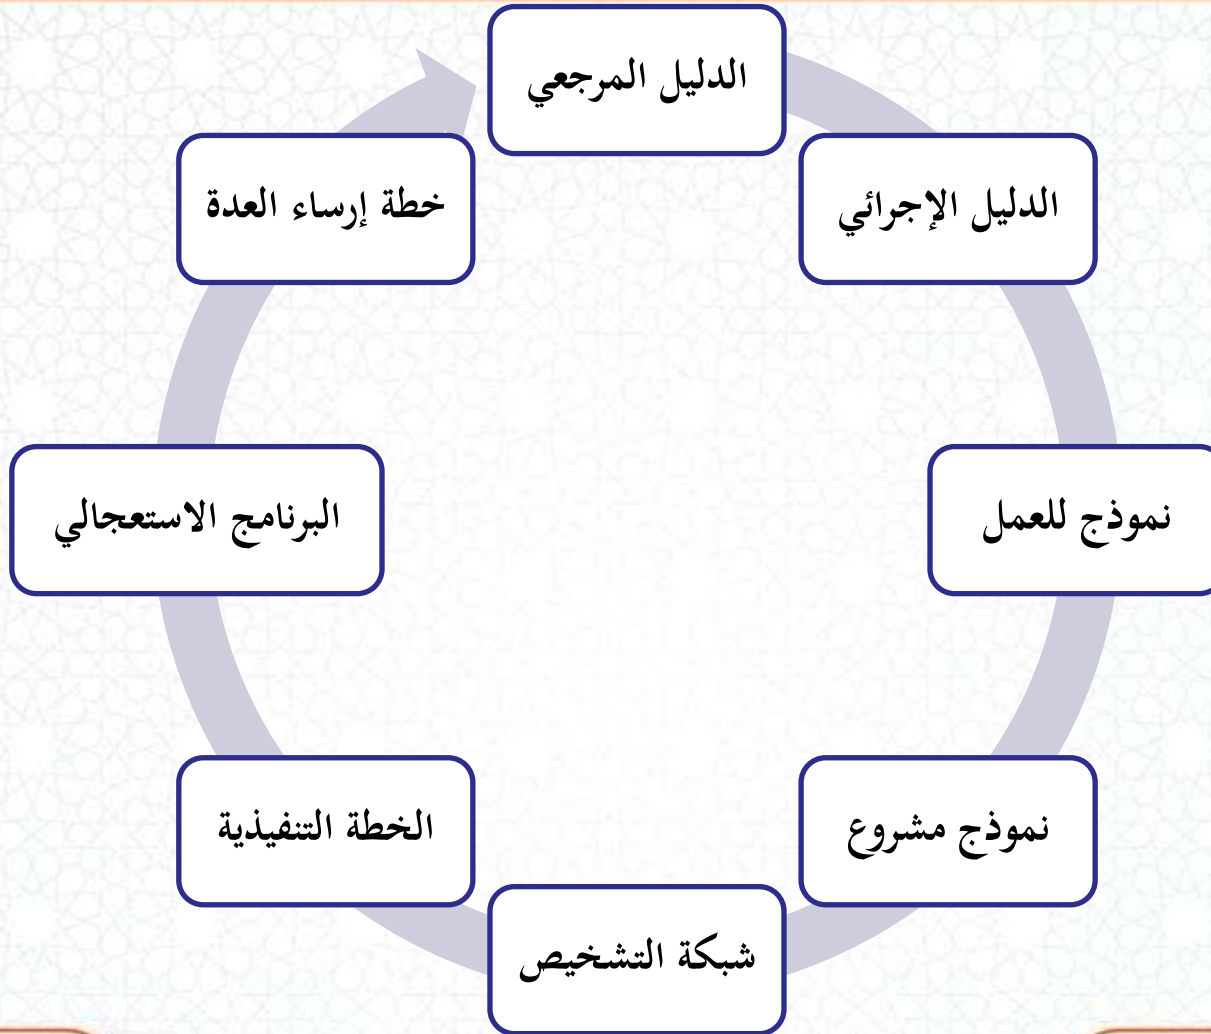 الدليل المرجعي
الدليل الإجرائي
نموذج للعمل
نموذج مشروع
شبكة التشخيص
الخطة التنفيذية
البرنامج الاستعجالي
خطة إرساء العدة